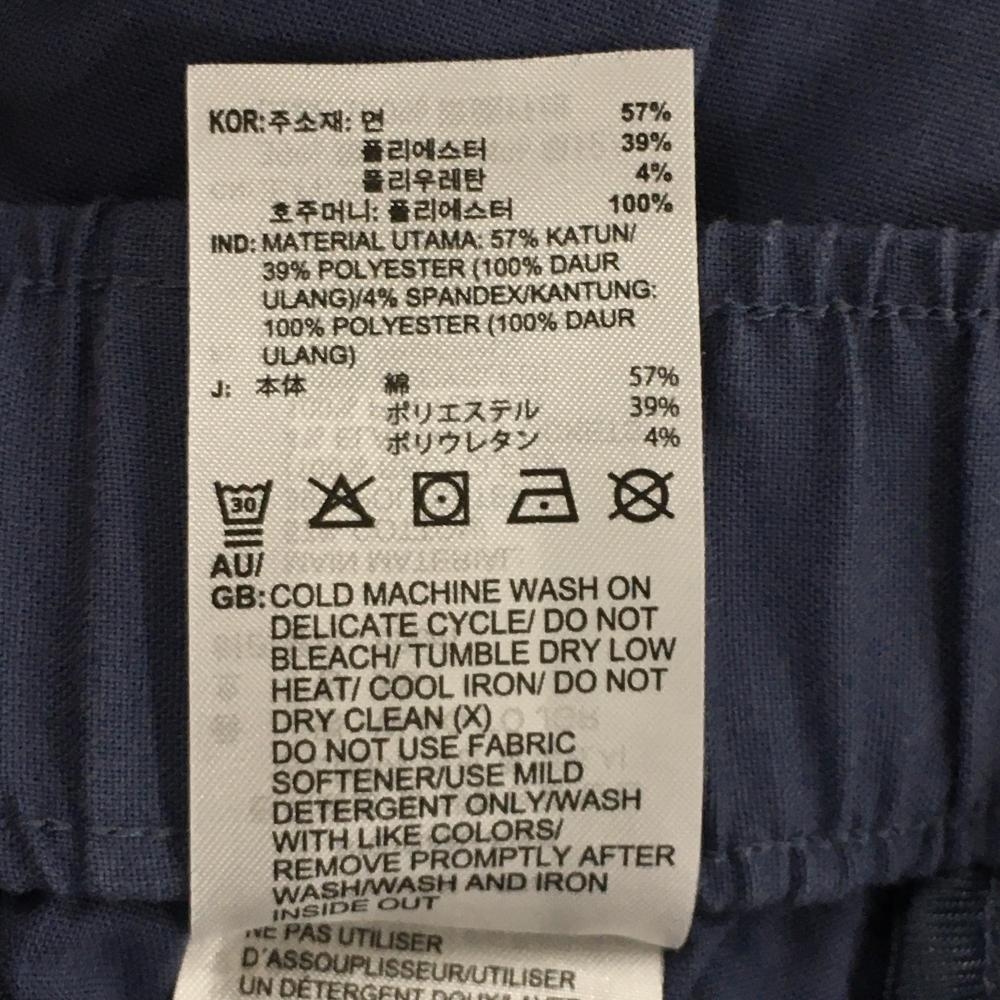 KOR:주소재: 면 57%
폴리에스터 39%
폴리우레탄 4%
호주머니: 폴리에스터 100%
IND: MATERIAL UTAMA: 57% KATUN/
39% POLYESTER (100% DAUR
ULANG)/4% SPANDEX/KANTUNG:
100% POLYESTER (100% DAUR
ULANG)
J: 本体 綿 57%
ポリエステル 39%
ポリウレタン 4%
30
AU/
GB: COLD MACHINE WASH ON
DELICATE CYCLE/ DO NOT
BLEACH/ TUMBLE DRY LOW
HEAT/ COOL IRON/ DO NOT
DRY CLEAN (X)
DO NOT USE FABRIC
SOFTENER/USE MILD
DETERGENT ONLY/WASH
WITH LIKE COLORS/
REMOVE PROMPTLY AFTER
WASH/WASH AND IRON
INSIDE OUT
NE PAS UTILISER
D'ASSOUPLISSEUR/UTILISER
UN DÉTERGENT DOUX/